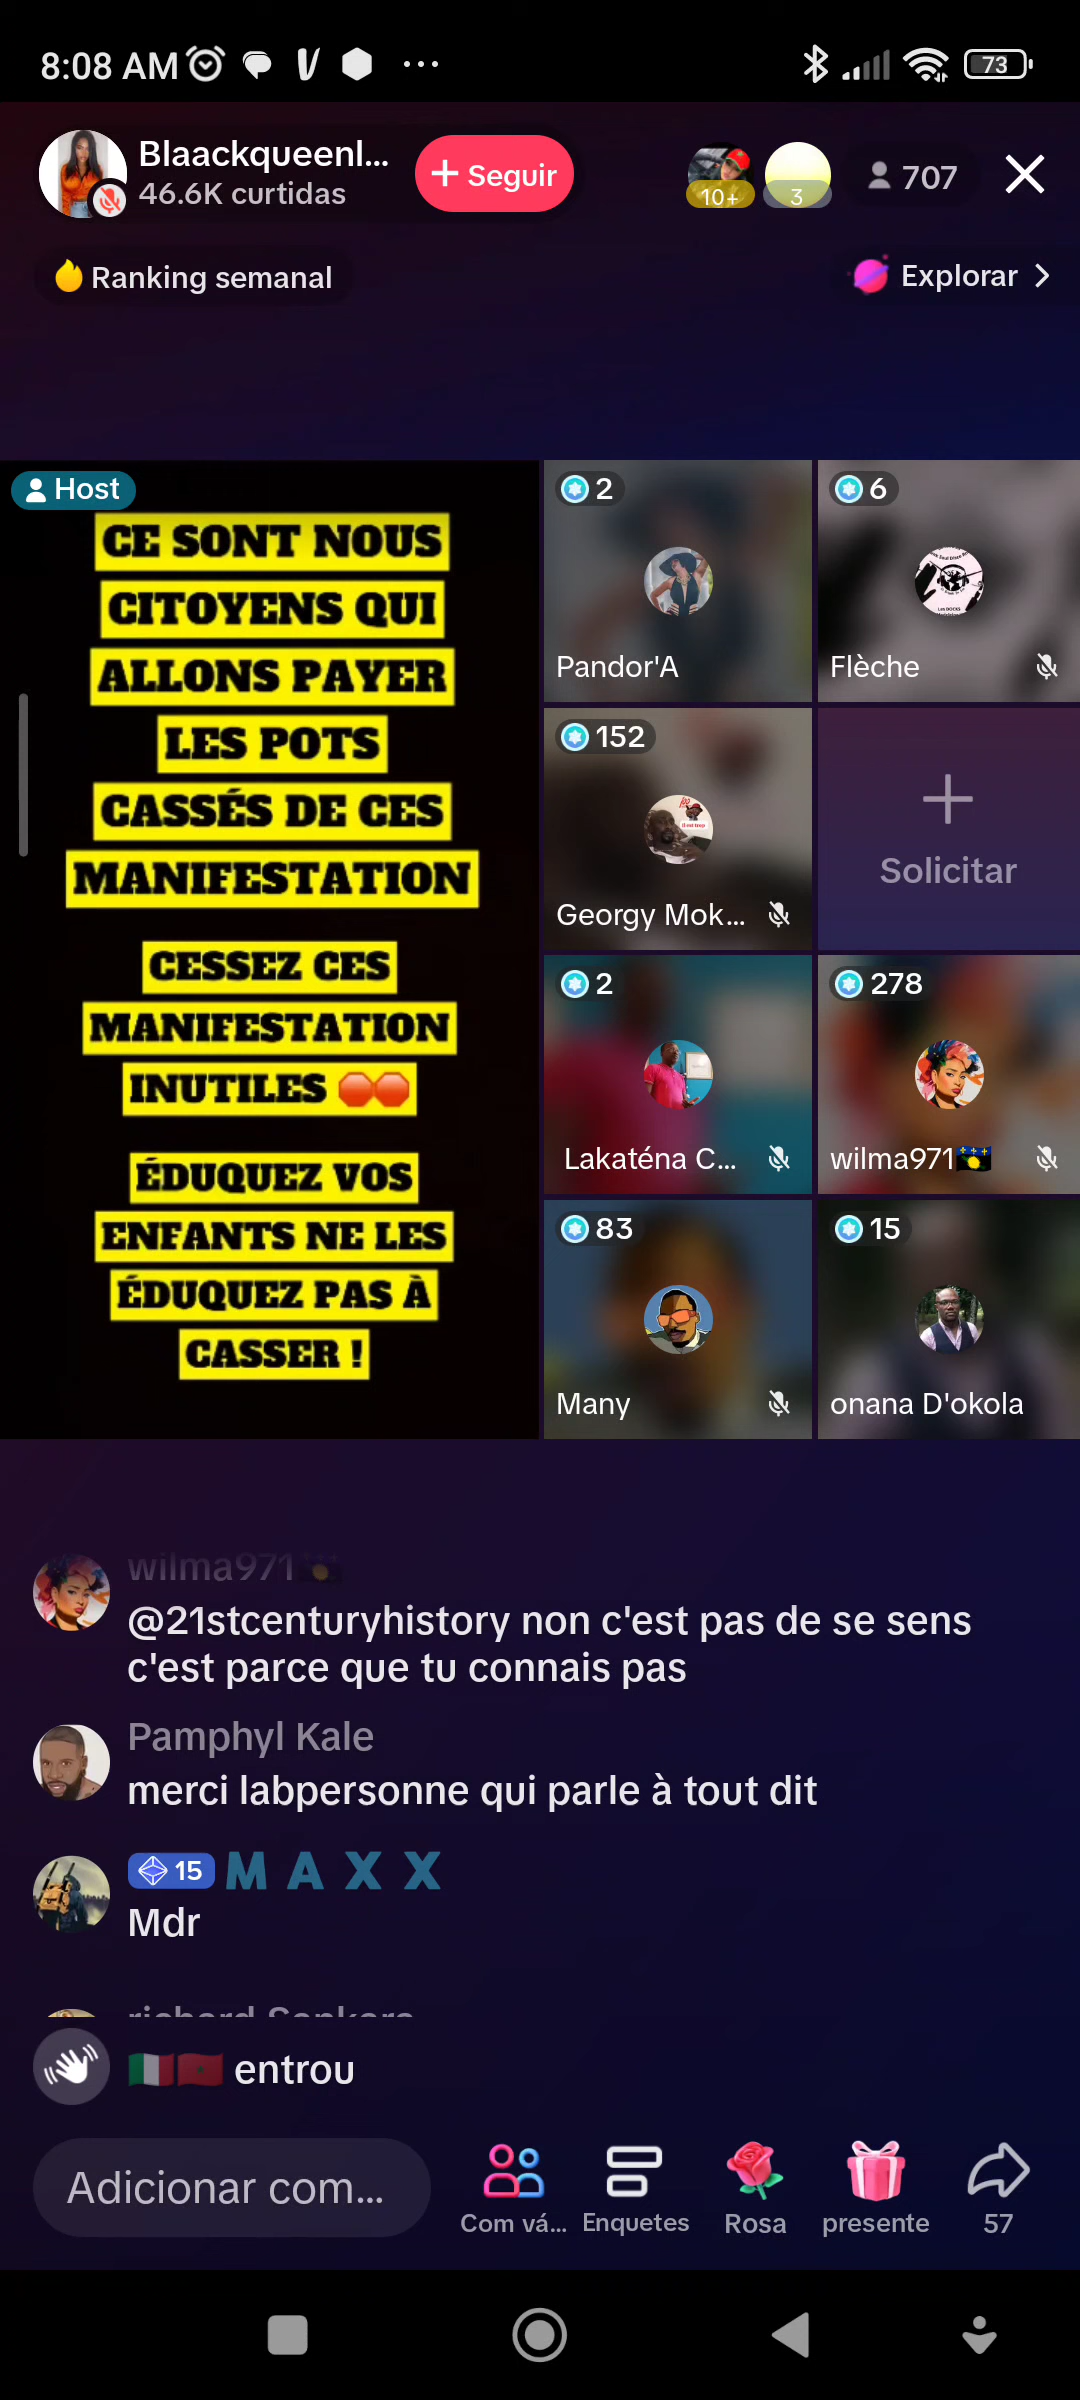 8:08 AM
73
Blaackqueenl...
46.6K curtidas
+ Seguir
10+
3
707
Ranking semanal
Explorar
Host
CE SONT NOUS
CITOYENS QUI
ALLONS PAYER
LES POTS
CASSÉS DE CES
MANIFESTATION
CESSEZ CES
MANIFESTATION
INUTILES 🛑🛑
ÉDUQUEZ VOS
ENFANTS NE LES
ÉDUQUEZ PAS À
CASSER !
2
Pandor'A
6
Flèche
152
Georgy Mok...
Solicitar
2
Lakaténa C...
278
wilma971🇬🇵
83
Many
15
onana D'okola
wilma971
@21stcenturyhistory non c'est pas de se sens
c'est parce que tu connais pas
Pamphyl Kale
merci labpersonne qui parle à tout dit
15 M A X X
Mdr
🇮🇹🇲🇦 entrou
Adicionar com...
Com vá...
Enquetes
Rosa
presente
57